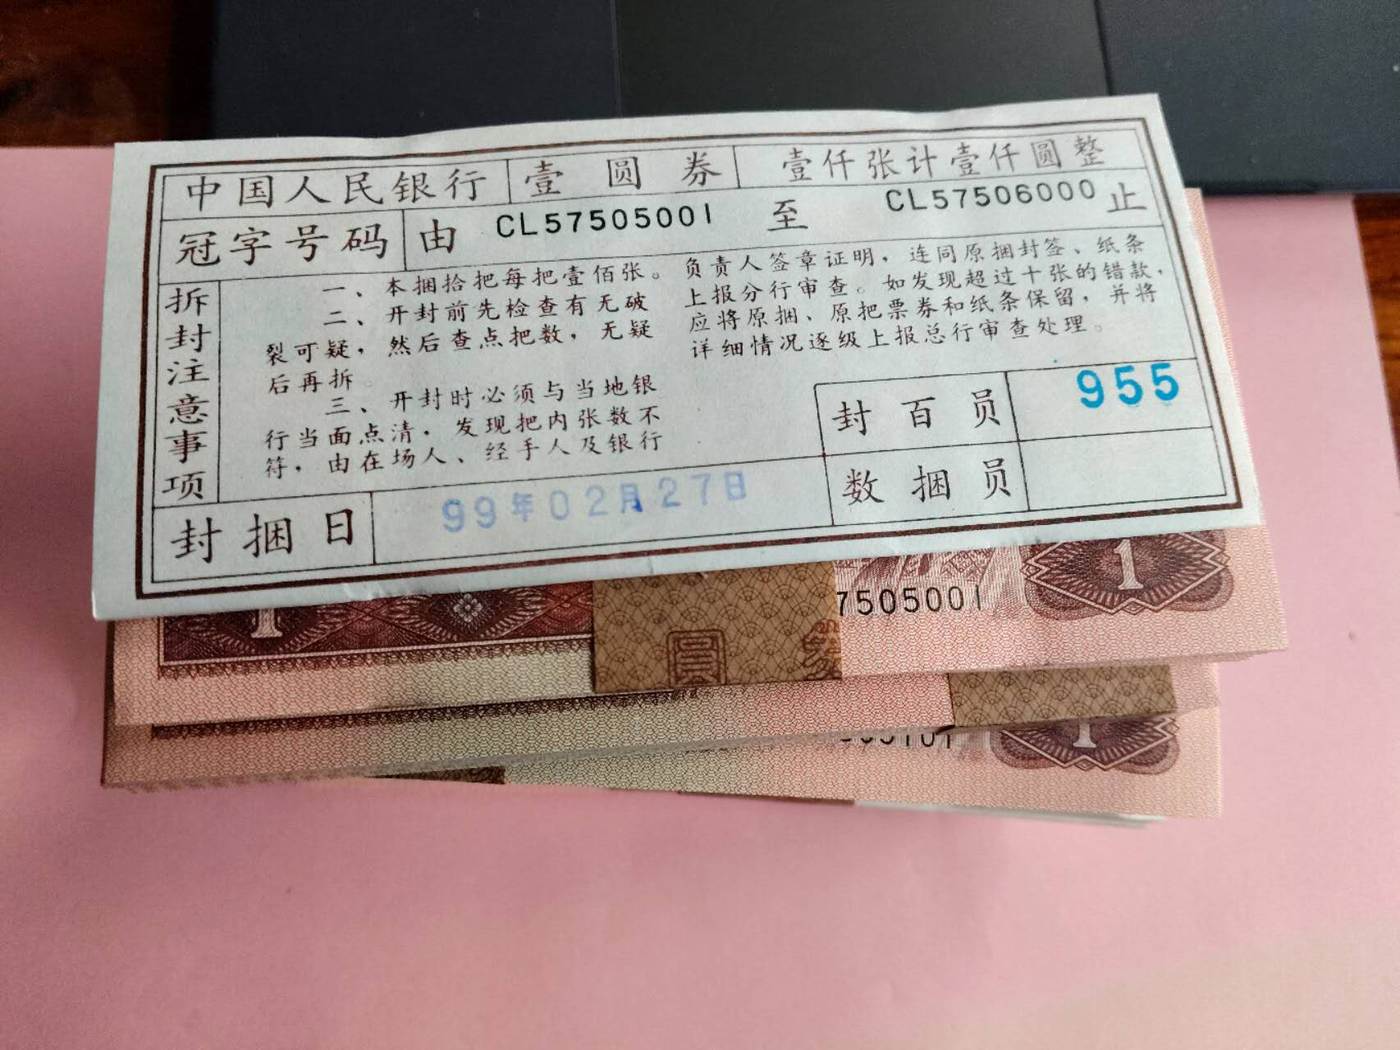 中国人民银行 壹圆券 壹仟张计壹仟圆整
冠字号码 由 CL57505001 至 CL57506000 止
拆封注意事项
一、本捆拾把每把壹佰张。
二、开封前先检查有无破
裂可疑，然后查点把数，无疑
后再拆。
三、开封时必须与当地银
行当面点清，发现把内张数不
符，由在场人、经手人及银行
负责人签章证明，连同原捆封签、纸条
上报分行审查。如发现超过十张的错款，
应将原捆、原把票券和纸条保留，并将
详细情况逐级上报总行审查处理。
封百员 955
数捆员
封捆日 99年02月27日
1
7505001
1
圆
券
1